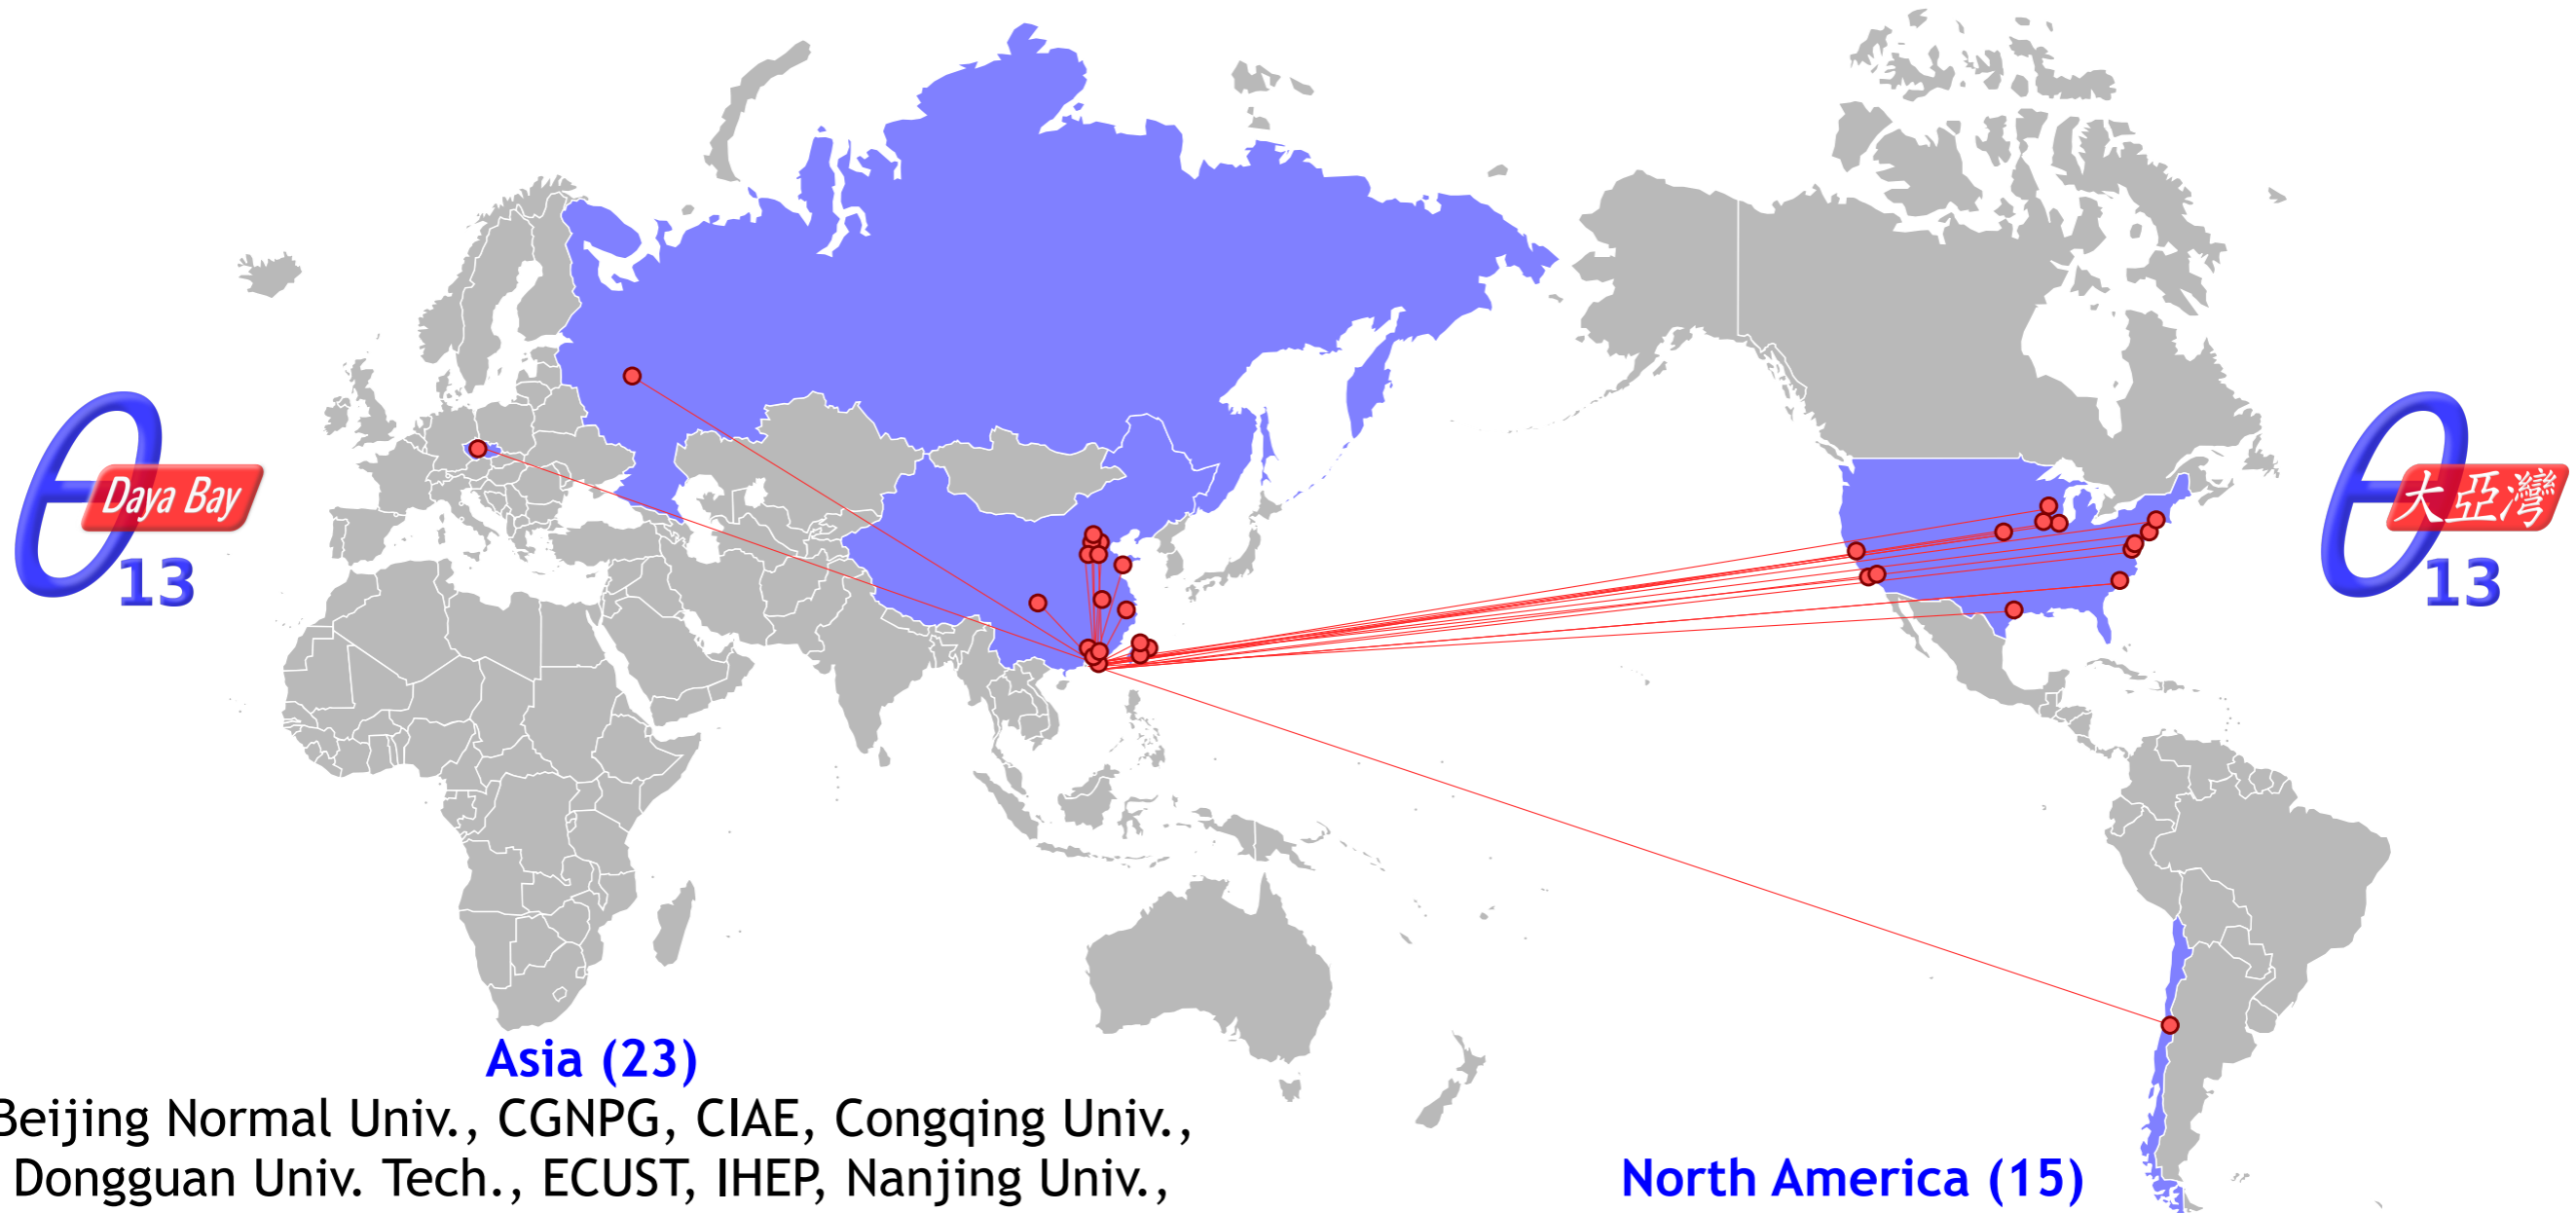 θ
Daya Bay
13
θ
大亞灣
13
Asia (23)
Beijing Normal Univ., CGNPG, CIAE, Congqing Univ.,
Dongguan Univ. Tech., ECUST, IHEP, Nanjing Univ.,
North America (15)